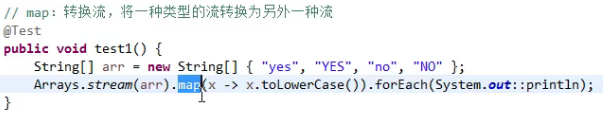 // map：转换流，将一种类型的流转换为另外一种流
@Test
public void test1() {
String[] arr = new String[] { "yes", "YES", "no", "NO" };
Arrays.stream(arr).map(x -> x.toLowerCase()).forEach(System.out::println);
}